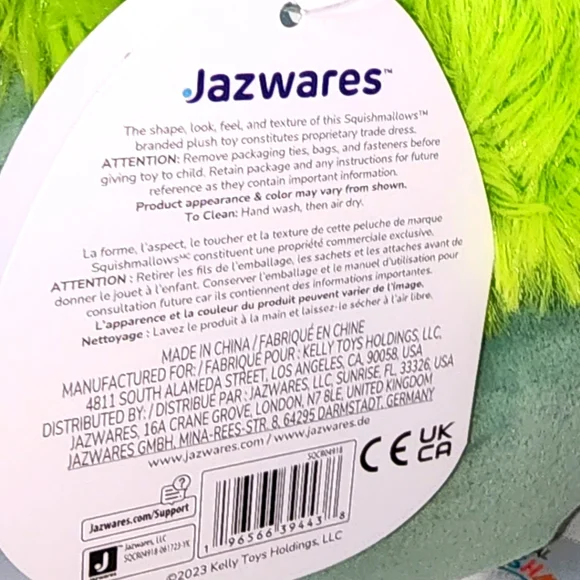 Jazwares™
The shape, look, feel, and texture of this Squishmallows™
branded plush toy constitutes proprietary trade dress.
ATTENTION: Remove packaging ties, bags, and fasteners before
giving toy to child. Retain package and any instructions for future
reference as they contain important information.
Product appearance & color may vary from shown.
To Clean: Hand wash, then air dry.
La forme, l'aspect, le toucher et la texture de cette peluche de marque
Squishmallowsᴹᶜ constituent une propriété commerciale exclusive.
ATTENTION : Retirer les fils de l'emballage, les sachets et les attaches avant de
donner le jouet à l'enfant. Conserver l'emballage et le manuel d'utilisation pour
consultation future car ils contiennent des informations importantes.
L'apparence et la couleur du produit peuvent varier de l'image.
Nettoyage : Lavez le produit à la main et laissez-le sécher à l'air libre.
MADE IN CHINA / FABRIQUÉ EN CHINE
MANUFACTURED FOR: / FABRIQUÉ POUR : KELLY TOYS HOLDINGS, LLC,
4811 SOUTH ALAMEDA STREET, LOS ANGELES, CA. 90058. USA
DISTRIBUTED BY: / DISTRIBUÉ PAR : JAZWARES, LLC, SUNRISE, FL. 33326, USA
JAZWARES, 16A CRANE GROVE, LONDON, N7 8LE, UNITED KINGDOM
JAZWARES GMBH, MINA-REES-STR. 8, 64295 DARMSTADT, GERMANY
www.jazwares.com / www.jazwares.de
CE UK CA
?
Jazwares.com/Support
SQCR04918
1 96566 39443 8
J
Jazwares, LLC
SQCR04918-061723-YK
©2023 Kelly Toys Holdings, LLC